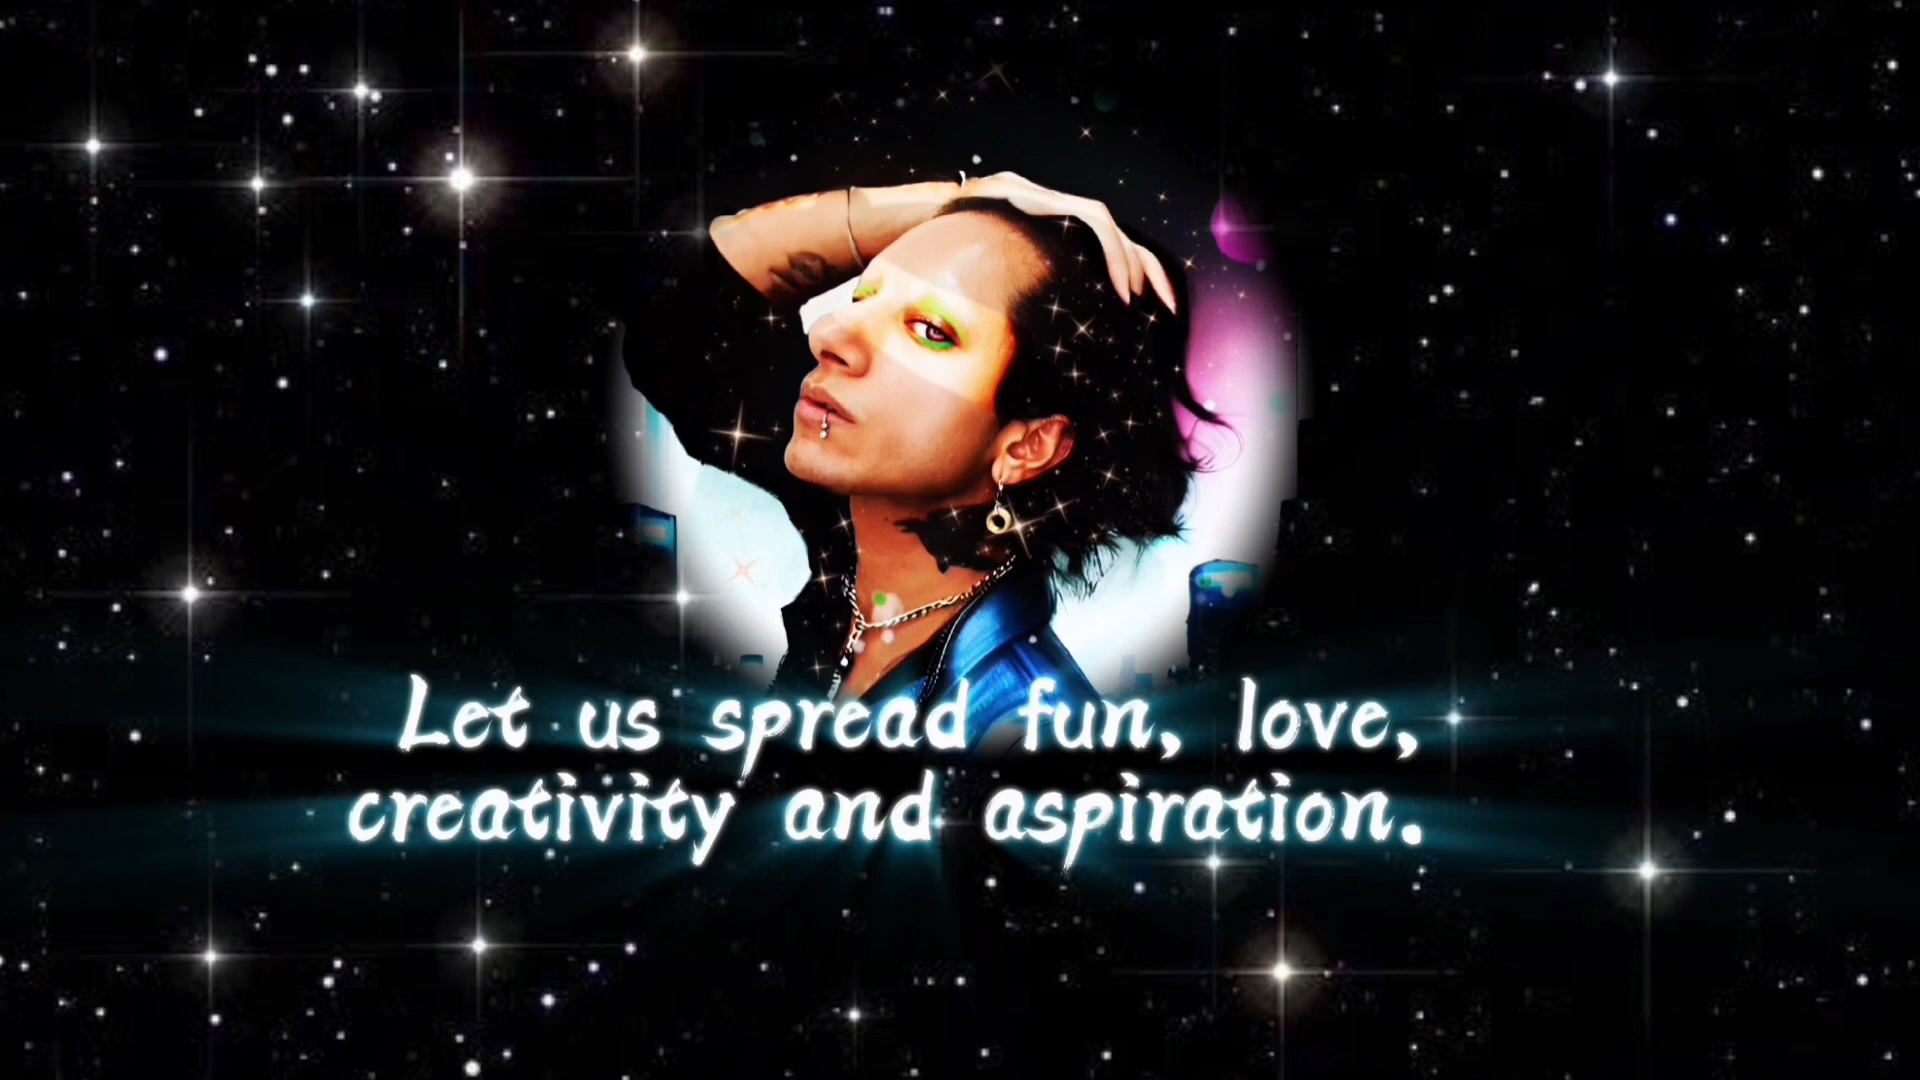 Let us spread fun, love,
creativity and aspiration.